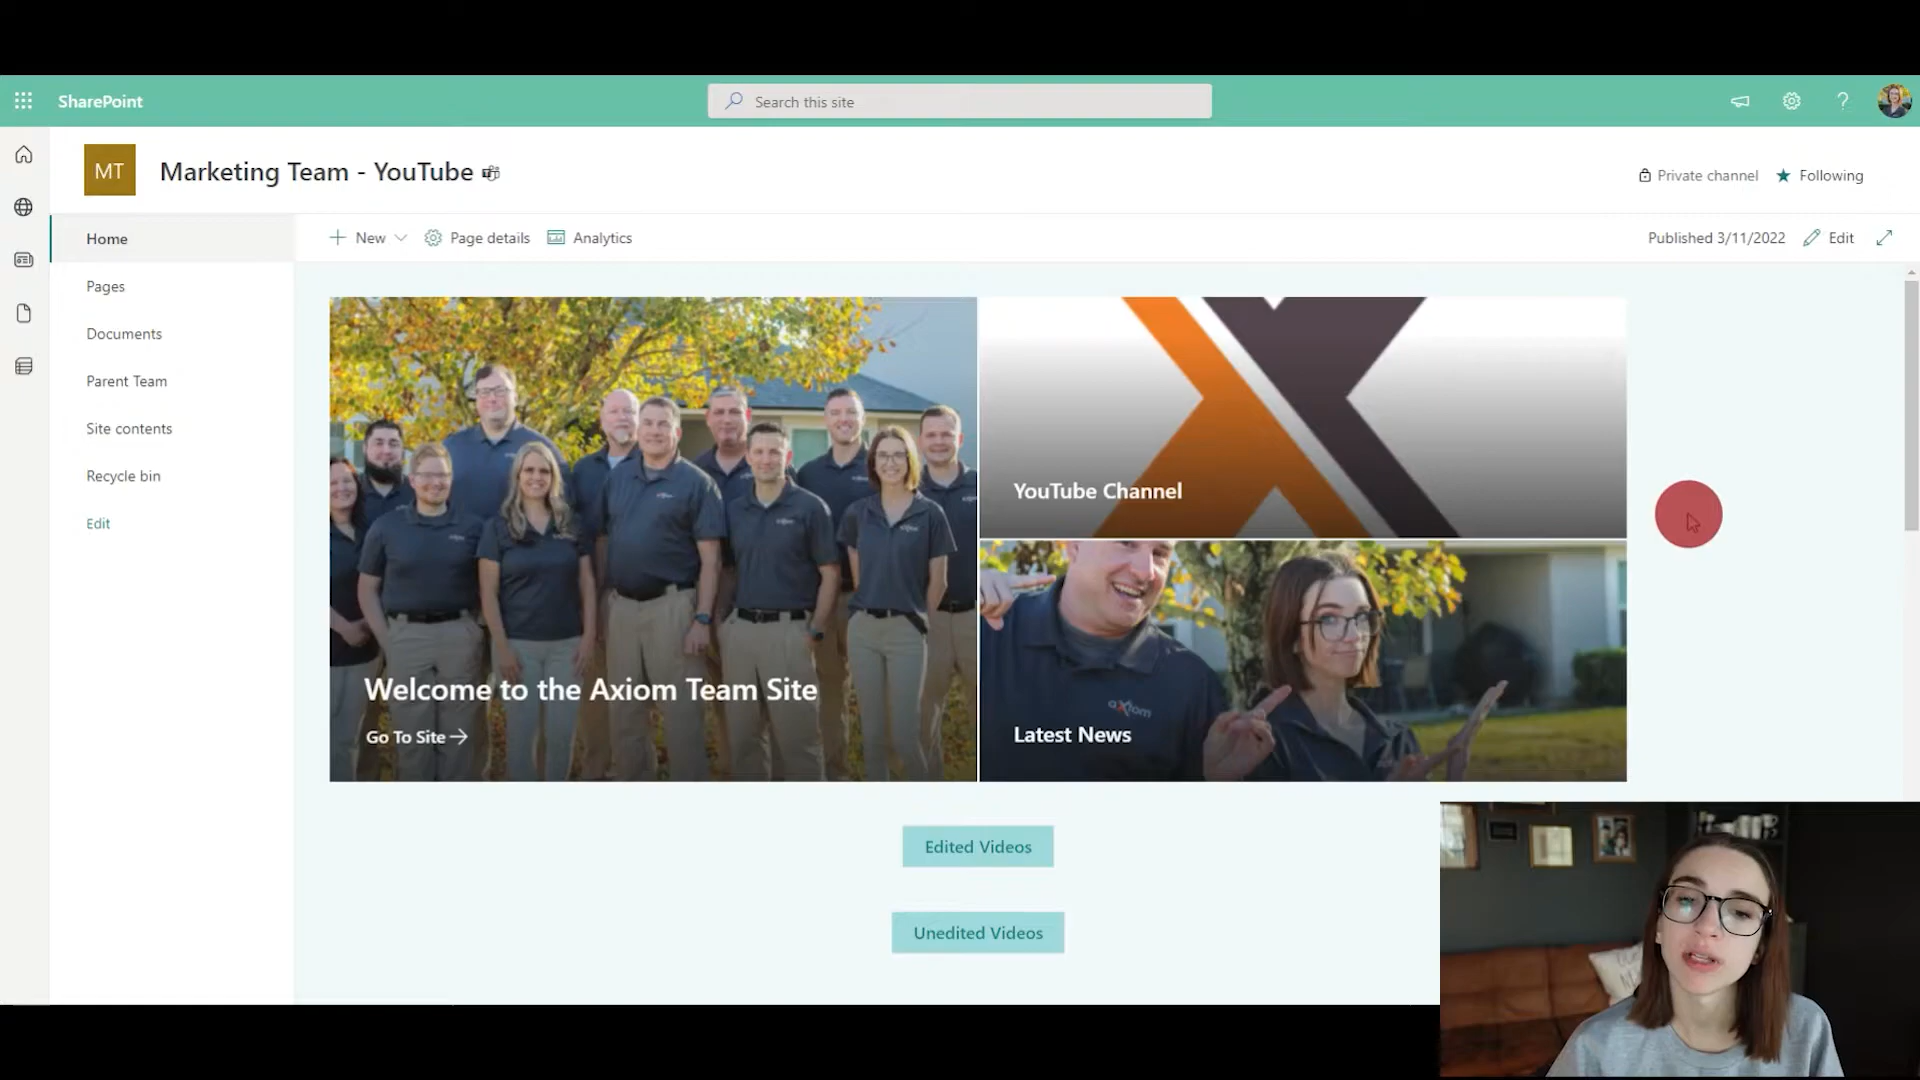 SharePoint
Search this site
?
MT
Marketing Team - YouTube
Private channel
Following
Home
New
Page details
Analytics
Published 3/11/2022
Edit
Pages
Documents
Parent Team
Site contents
Recycle bin
Edit
YouTube Channel
Welcome to the Axiom Team Site
Go To Site
axiom
Latest News
Edited Videos
Unedited Videos